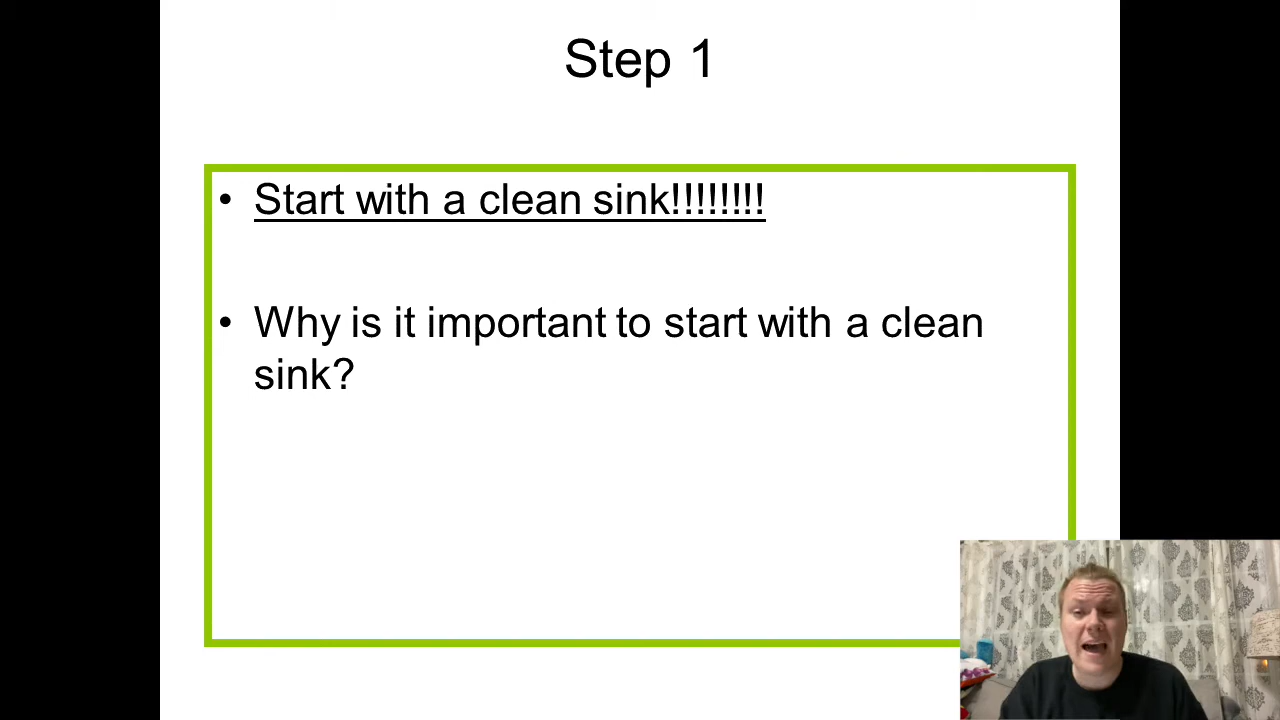 Step 1
• Start with a clean sink!!!!!!!!
• Why is it important to start with a clean
sink?